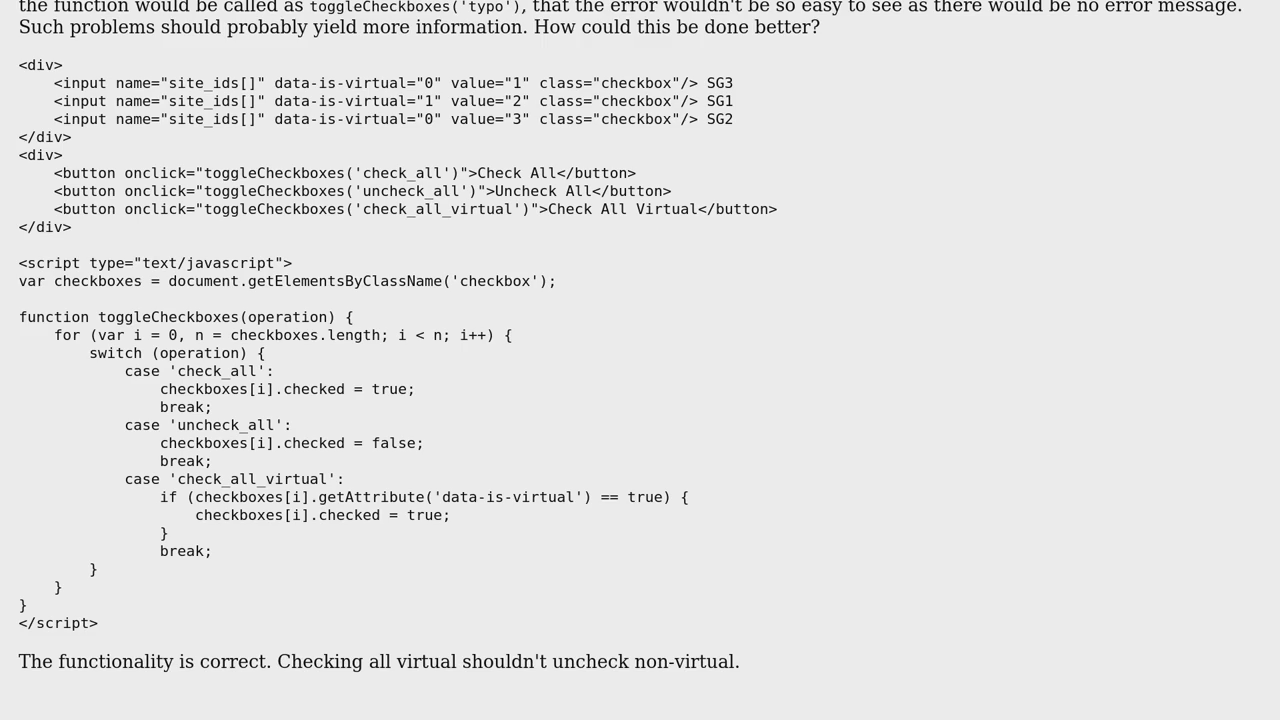 the function would be called as toggleCheckboxes('typo'), that the error wouldn't be so easy to see as there would be no error message.
Such problems should probably yield more information. How could this be done better?
<div>
    <input name="site_ids[]" data-is-virtual="0" value="1" class="checkbox"/> SG3
    <input name="site_ids[]" data-is-virtual="1" value="2" class="checkbox"/> SG1
    <input name="site_ids[]" data-is-virtual="0" value="3" class="checkbox"/> SG2
</div>
<div>
    <button onclick="toggleCheckboxes('check_all')">Check All</button>
    <button onclick="toggleCheckboxes('uncheck_all')">Uncheck All</button>
    <button onclick="toggleCheckboxes('check_all_virtual')">Check All Virtual</button>
</div>
<script type="text/javascript">
var checkboxes = document.getElementsByClassName('checkbox');
function toggleCheckboxes(operation) {
    for (var i = 0, n = checkboxes.length; i < n; i++) {
        switch (operation) {
            case 'check_all':
                checkboxes[i].checked = true;
                break;
            case 'uncheck_all':
                checkboxes[i].checked = false;
                break;
            case 'check_all_virtual':
                if (checkboxes[i].getAttribute('data-is-virtual') == true) {
                    checkboxes[i].checked = true;
                }
                break;
        }
    }
}
</script>
The functionality is correct. Checking all virtual shouldn't uncheck non-virtual.